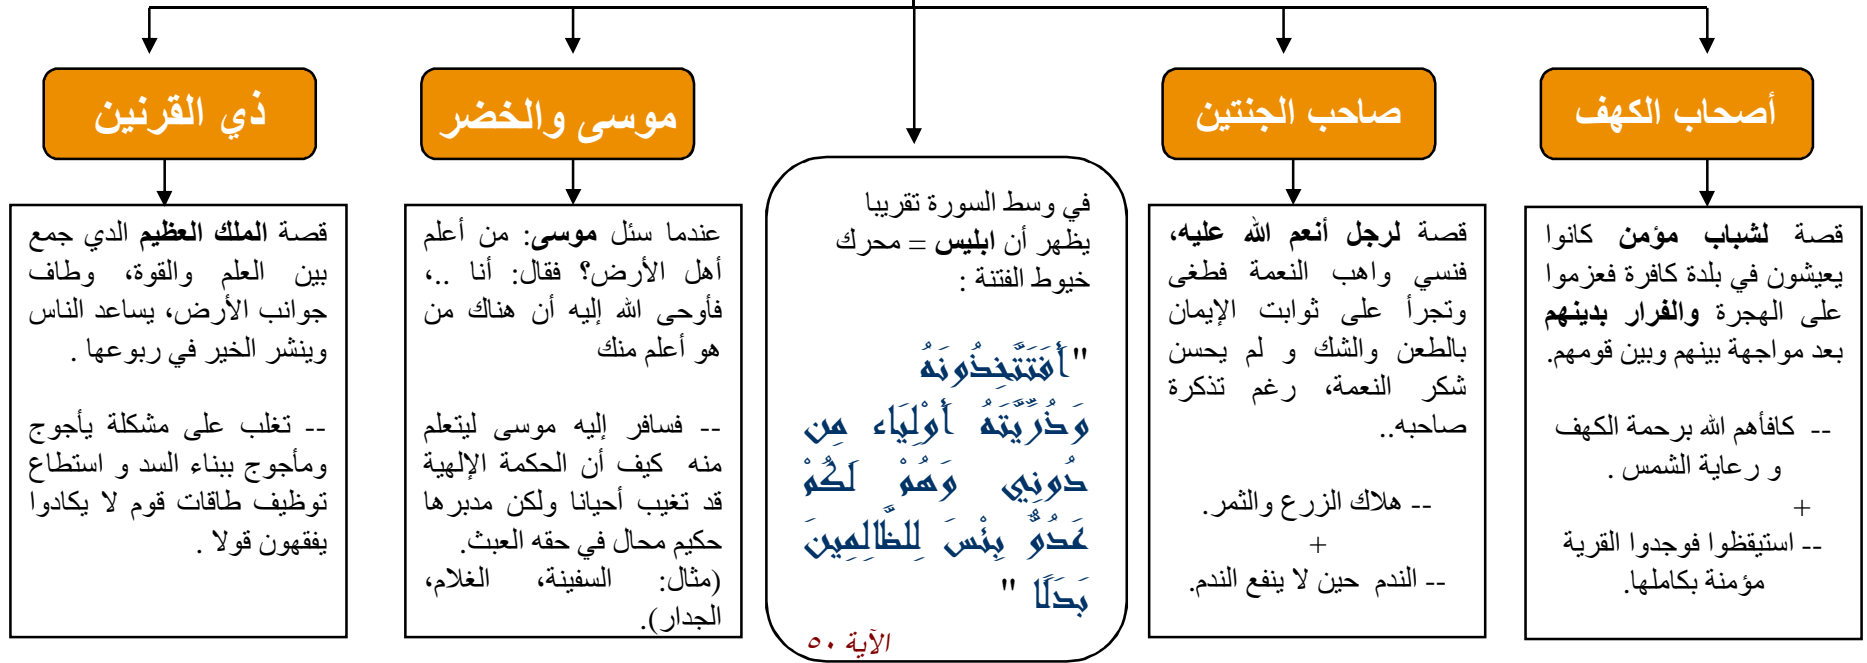 أصحاب الكهف
قصة لشباب مؤمن كانوا
يعيشون في بلدة كافرة فعزموا
على الهجرة والفرار بدينهم
بعد مواجهة بينهم وبين قومهم.
-- كافأهم الله برحمة الكهف
و رعاية الشمس .
+
-- استيقظوا فوجدوا القرية
مؤمنة بكاملها.
صاحب الجنتين
قصة لرجل أنعم الله عليه،
فنسي واهب النعمة فطغى
وتجرأ على ثوابت الإيمان
بالطعن والشك و لم يحسن
شكر النعمة، رغم تذكرة
صاحبه..
-- هلاك الزرع والثمر.
+
-- الندم حين لا ينفع الندم.
في وسط السورة تقريبا
يظهر أن ابليس = محرك
خيوط الفتنة :
"أَفَتَتَّخِذُونَهُ
وَذُرِّيَّتَهُ أَوْلِيَاء مِن
دُونِي وَهُمْ لَكُمْ
عَدُوٌّ بِئْسَ لِلظَّالِمِينَ
بَدَلًا "
الآية ٥٠
موسى والخضر
عندما سئل موسى: من أعلم
أهل الأرض؟ فقال: أنا ..،
فأوحى الله إليه أن هناك من
هو أعلم منك
-- فسافر إليه موسى ليتعلم
منه كيف أن الحكمة الإلهية
قد تغيب أحيانا ولكن مدبرها
حكيم محال في حقه العبث.
(مثال: السفينة، الغلام،
الجدار).
ذي القرنين
قصة الملك العظيم الدي جمع
بين العلم والقوة، وطاف
جوانب الأرض، يساعد الناس
وينشر الخير في ربوعها .
-- تغلب على مشكلة يأجوج
ومأجوج ببناء السد و استطاع
توظيف طاقات قوم لا يكادوا
يفقهون قولا .